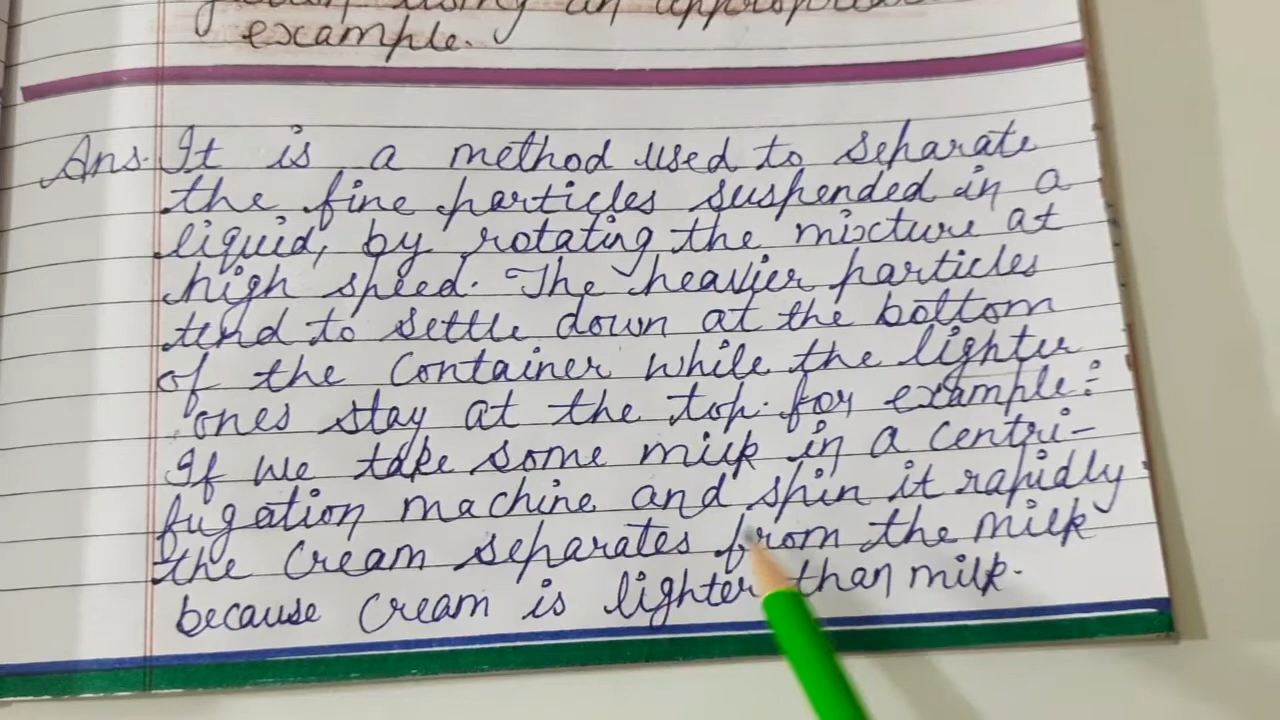 using an appropriate
example.
Ans. It is a method used to separate
the fine particles suspended in a
liquid, by rotating the mixture at
high speed. The heavier particles
tend to settle down at the bottom
of the container while the lighter
ones stay at the top. for example:
If we take some milk in a centri-
fugation machine and spin it rapidly
the cream separates from the milk
because cream is lighter than milk.